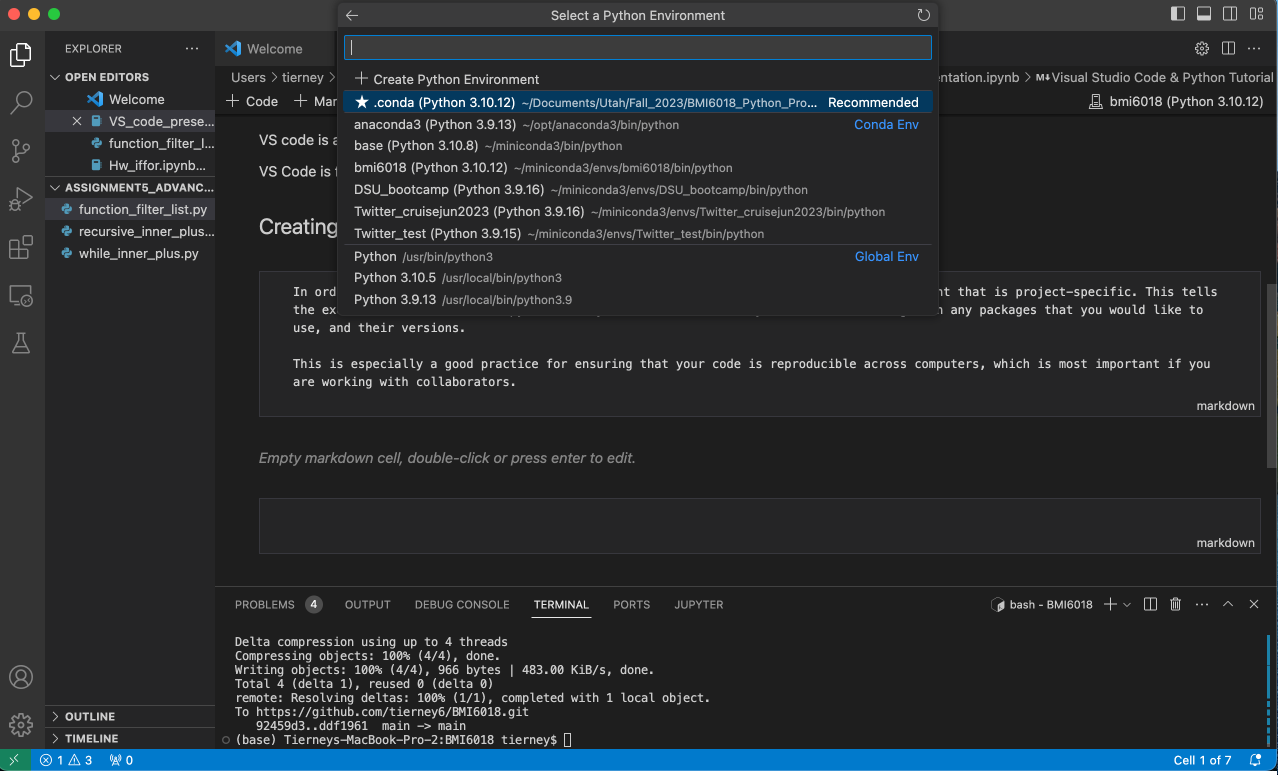 Select a Python Environment
EXPLORER
OPEN EDITORS
Welcome
VS_code_prese...
function_filter_l...
Hw_iffor.ipynb...
ASSIGNMENT5_ADVANC...
function_filter_list.py
recursive_inner_plus...
while_inner_plus.py
OUTLINE
TIMELINE
Welcome
Users > tierney >
ntation.ipynb > M↓Visual Studio Code & Python Tutorial
+ Code + Mar
bmi6018 (Python 3.10.12)
+ Create Python Environment
★ .conda (Python 3.10.12) ~/Documents/Utah/Fall_2023/BMI6018_Python_Pro... Recommended
anaconda3 (Python 3.9.13) ~/opt/anaconda3/bin/python Conda Env
base (Python 3.10.8) ~/miniconda3/bin/python
bmi6018 (Python 3.10.12) ~/miniconda3/envs/bmi6018/bin/python
DSU_bootcamp (Python 3.9.16) ~/miniconda3/envs/DSU_bootcamp/bin/python
Twitter_cruisejun2023 (Python 3.9.16) ~/miniconda3/envs/Twitter_cruisejun2023/bin/python
Twitter_test (Python 3.9.15) ~/miniconda3/envs/Twitter_test/bin/python
Python /usr/bin/python3 Global Env
Python 3.10.5 /usr/local/bin/python3
Python 3.9.13 /usr/local/bin/python3.9
VS code is a
VS Code is f
Creating
In ord nt that is project-specific. This tells
the ex n any packages that you would like to
use, and their versions.
This is especially a good practice for ensuring that your code is reproducible across computers, which is most important if you
are working with collaborators.
markdown
Empty markdown cell, double-click or press enter to edit.
markdown
PROBLEMS 4 OUTPUT DEBUG CONSOLE TERMINAL PORTS JUPYTER
bash - BMI6018
Delta compression using up to 4 threads
Compressing objects: 100% (4/4), done.
Writing objects: 100% (4/4), 966 bytes | 483.00 KiB/s, done.
Total 4 (delta 1), reused 0 (delta 0)
remote: Resolving deltas: 100% (1/1), completed with 1 local object.
To https://github.com/tierney6/BMI6018.git
92459d3..ddf1961 main -> main
(base) Tierneys-MacBook-Pro-2:BMI6018 tierney$
1 3 0
Cell 1 of 7